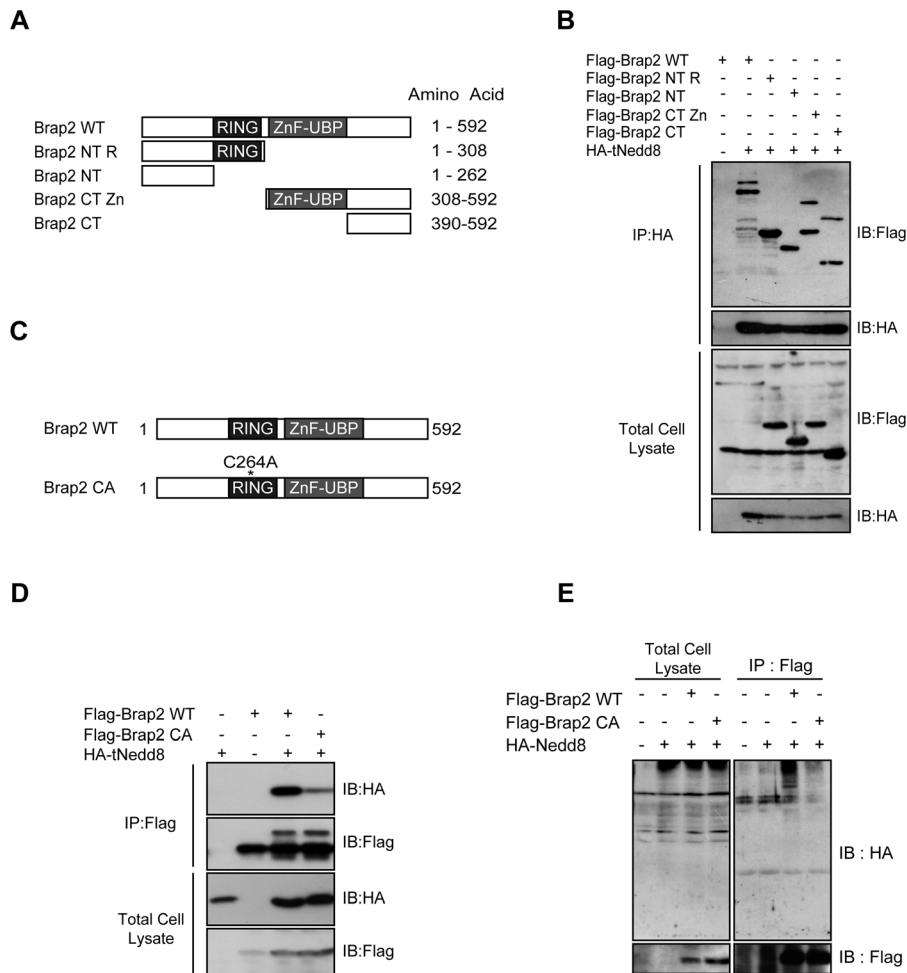 A
Amino Acid
Brap2 WT RING ZnF-UBP 1 - 592
Brap2 NT R RING 1 - 308
Brap2 NT 1 - 262
Brap2 CT Zn ZnF-UBP 308-592
Brap2 CT 390-592
B
Flag-Brap2 WT + + - - - -
Flag-Brap2 NT R - - + - - -
Flag-Brap2 NT - - - + - -
Flag-Brap2 CT Zn - - - - + -
Flag-Brap2 CT - - - - - +
HA-tNedd8 - + + + + +
IP:HA
IB:Flag
IB:HA
Total Cell
Lysate
IB:Flag
IB:HA
C
Brap2 WT 1 RING ZnF-UBP 592
C264A
*
Brap2 CA 1 RING ZnF-UBP 592
D
Flag-Brap2 WT - + + -
Flag-Brap2 CA - - - +
HA-tNedd8 + - + +
IP:Flag
IB:HA
IB:Flag
Total Cell
Lysate
IB:HA
IB:Flag
E
Total Cell
Lysate
IP : Flag
Flag-Brap2 WT - - + - - - + -
Flag-Brap2 CA - - - + - - - +
HA-Nedd8 - + + + - + + +
IB : HA
IB : Flag